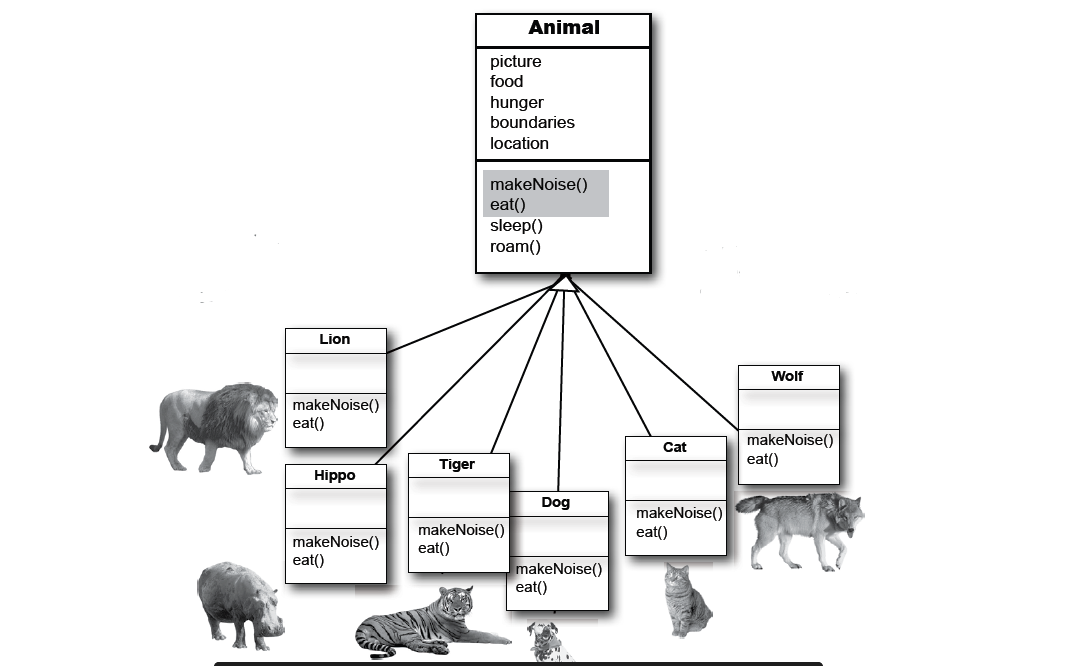 Animal
picture
food
hunger
boundaries
location
makeNoise()
eat()
sleep()
roam()
Lion
makeNoise()
eat()
Hippo
makeNoise()
eat()
Tiger
makeNoise()
eat()
Dog
makeNoise()
eat()
Cat
makeNoise()
eat()
Wolf
makeNoise()
eat()